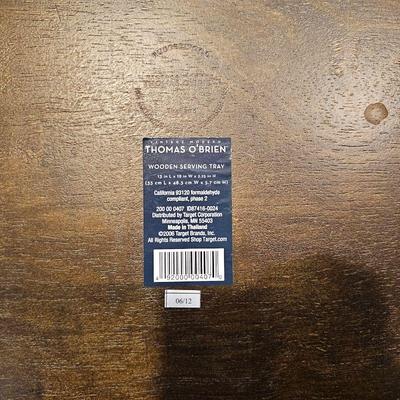 VINTAGE MODERN
THOMAS O'BRIEN™
WOODEN SERVING TRAY
13 in L x 19 in W x 2.25 in H
(33 cm L x 48.3 cm W x 5.7 cm H)
California 93120 formaldehyde
compliant, phase 2
200 00 0407 ID87416-0024
Distributed by Target Corporation
Minneapolis, MN 55403
Made in Thailand
©2006 Target Brands, Inc.
All Rights Reserved Shop Target.com
06/12